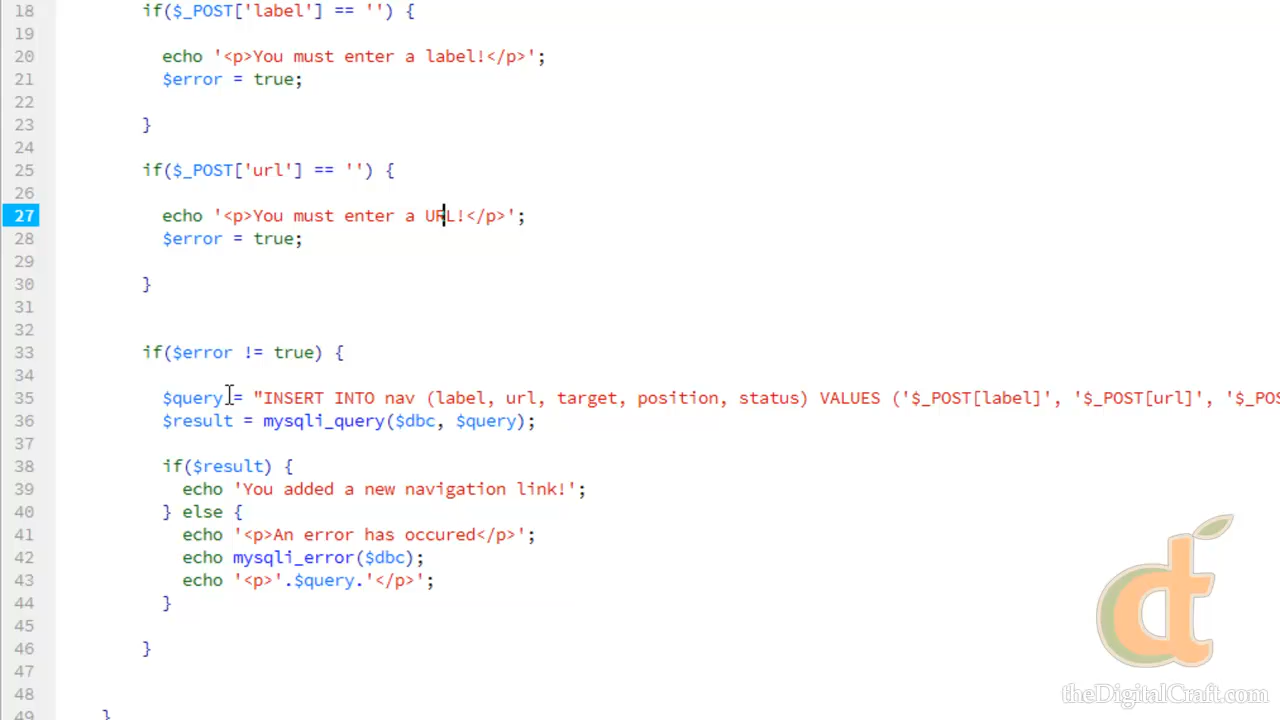 18 if($_POST['label'] == '') {
19
20 echo '<p>You must enter a label!</p>';
21 $error = true;
22
23 }
24
25 if($_POST['url'] == '') {
26
27 echo '<p>You must enter a URL!</p>';
28 $error = true;
29
30 }
31
32
33 if($error != true) {
34
35 $query = "INSERT INTO nav (label, url, target, position, status) VALUES ('$_POST[label]', '$_POST[url]', '$_POS
36 $result = mysqli_query($dbc, $query);
37
38 if($result) {
39 echo 'You added a new navigation link!';
40 } else {
41 echo '<p>An error has occured</p>';
42 echo mysqli_error($dbc);
43 echo '<p>'.$query.'</p>';
44 }
45
46 }
47
48
49 }
dt
theDigitalCraft.com